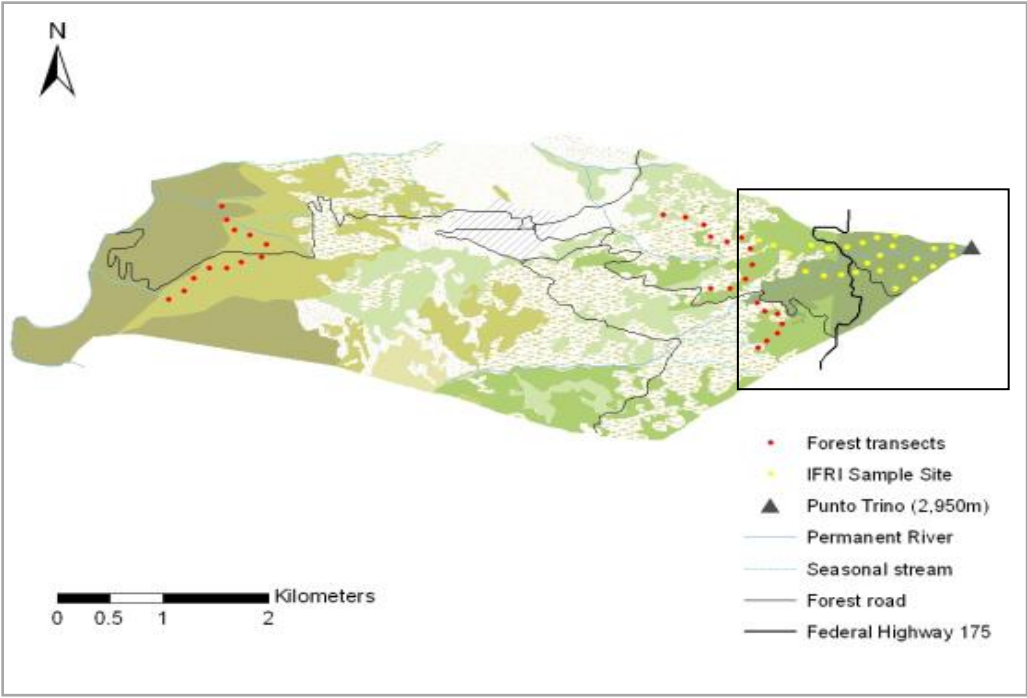 N
Forest transects
IFRI Sample Site
Punto Trino (2,950m)
Permanent River
Seasonal stream
Forest road
Federal Highway 175
Kilometers
0 0.5 1 2